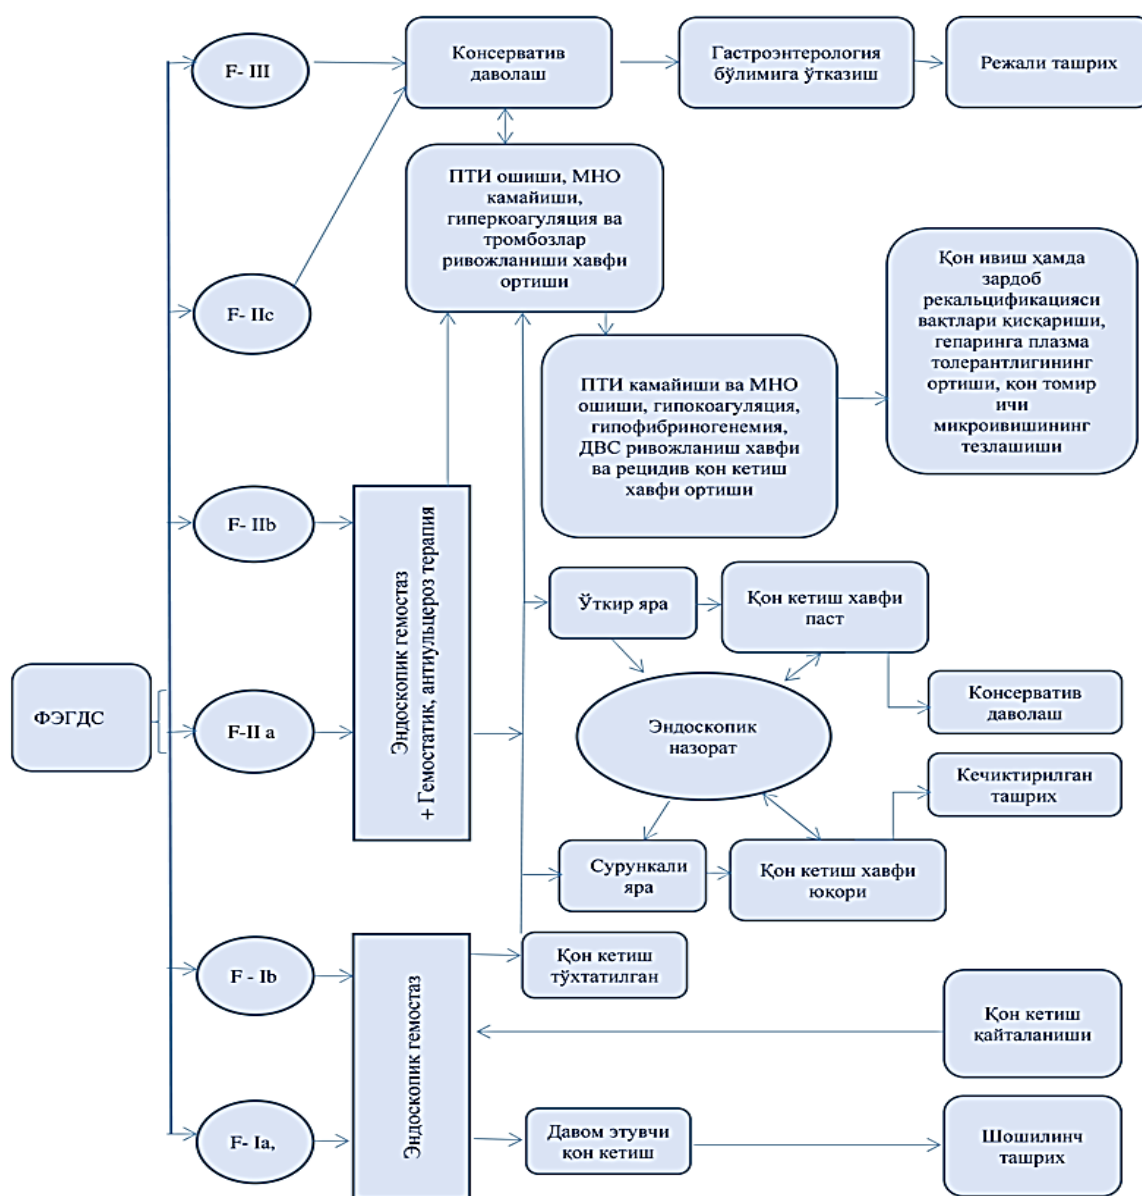 F- III
Консерватив
даволаш
Гастроэнтерология
бўлимига ўтказиш
Режали ташрих
ПТИ ошиши, МНО
камайиши,
гиперкоагуляция ва
тромбозлар
ривожланиши хавфи
ортиши
F- IIc
Қон ивиш ҳамда
зардоб
рекальцификацияси
вақтлари қисқариши,
гепаринга плазма
толерантлигининг
ортиши, қон томир
ичи
микроивишининг
тезлашиши
ПТИ камайиши ва МНО
ошиши, гипокоагуляция,
гипофибриногенемия,
ДВС ривожланиш хавфи
ва рецидив қон кетиш
хавфи ортиши
F- IIb
Эндоскопик гемостаз
+ Гемостатик, антиульцероз терапия
Ўткир яра
Қон кетиш хавфи
паст
ФЭГДС
F-II a
Эндоскопик
назорат
Консерватив
даволаш
Кечиктирилган
ташрих
Сурункали
яра
Қон кетиш хавфи
юқори
F - Ib
Эндоскопик гемостаз
Қон кетиш
тўхтатилган
Қон кетиш
қайталаниши
F- Ia,
Давом этувчи
қон кетиш
Шошилинч
ташрих